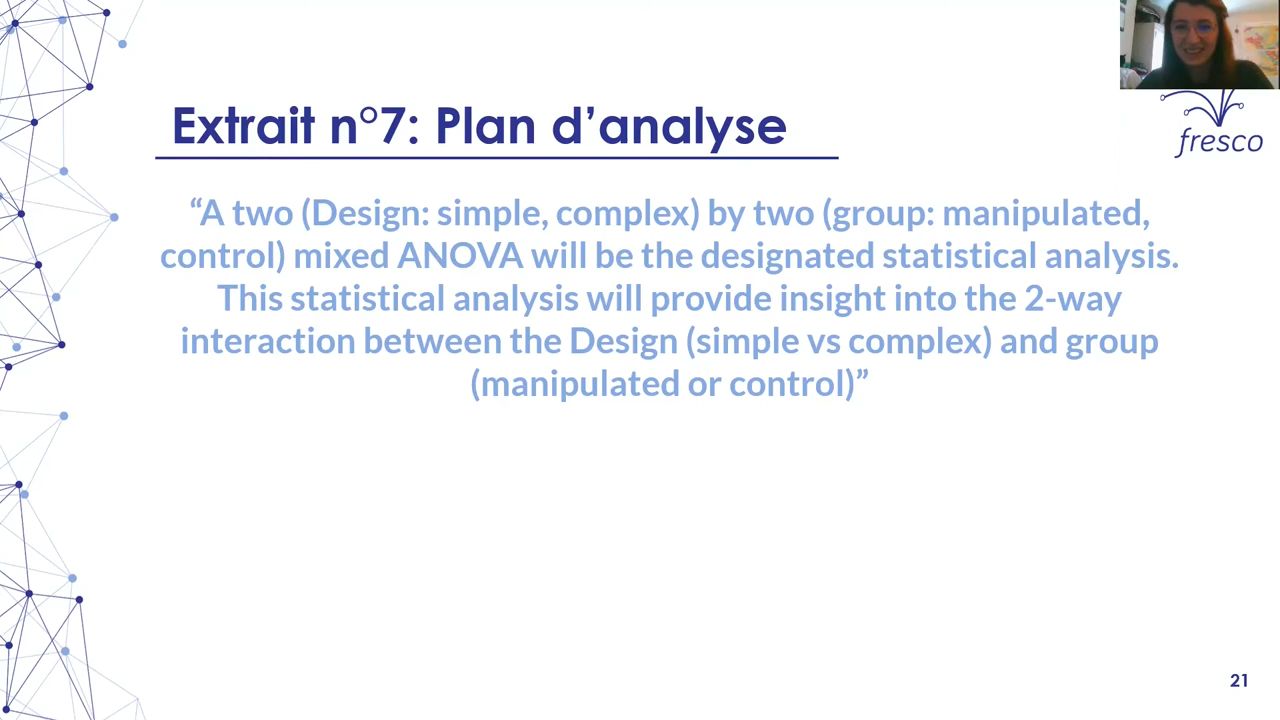 Extrait n°7: Plan d’analyse
fresco
“A two (Design: simple, complex) by two (group: manipulated,
control) mixed ANOVA will be the designated statistical analysis.
This statistical analysis will provide insight into the 2-way
interaction between the Design (simple vs complex) and group
(manipulated or control)”
21